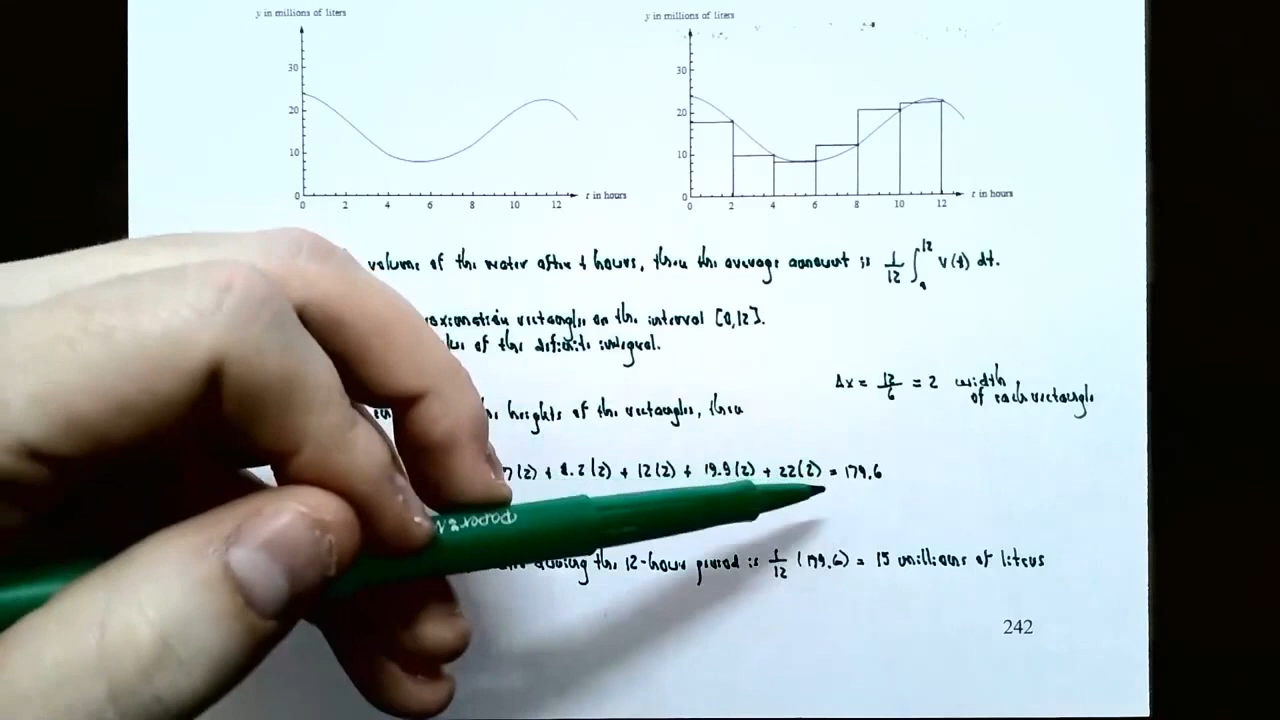 y in millions of liters
y in millions of liters
30
20
10
0
0 2 4 6 8 10 12
t in hours
30
20
10
0
0 2 4 6 8 10 12
t in hours
volume of the water after t hours, then the average amount is 1/12 ∫ 12 V(t) dt.
rectangles on the interval [0,12].
of the definite integral.
Δx = 12/6 = 2 width
of each rectangle
heights of the rectangles, then
7(2) + 8.2(2) + 12(2) + 19.9(2) + 22(2) = 179.6
during the 12-hours period is 1/12 (179.6) = 15 millions of liters
242